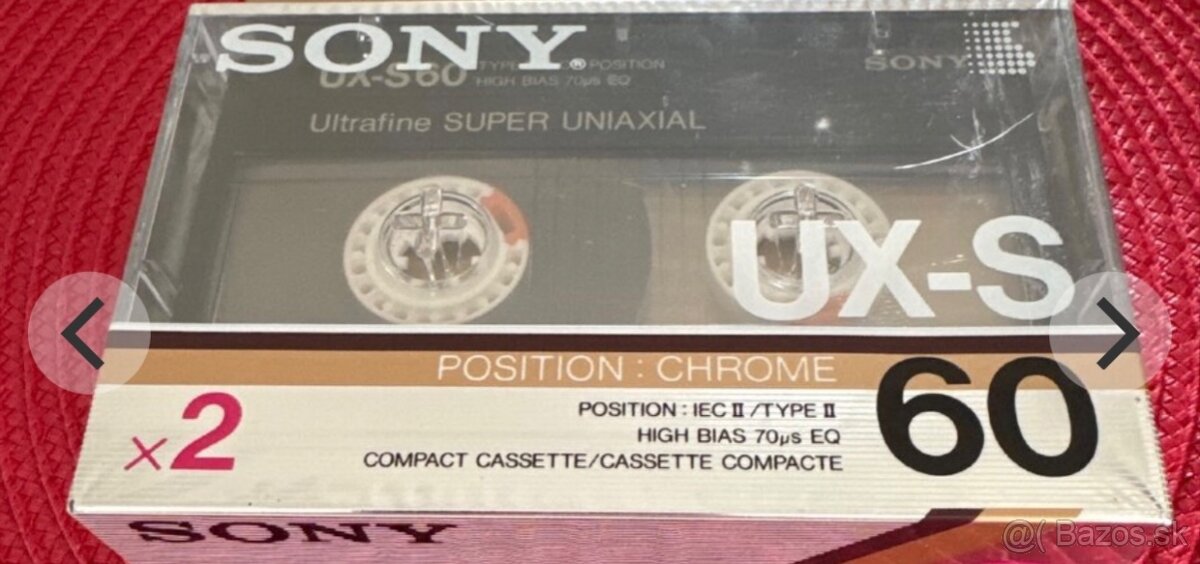 SONY
UX-S60 TYPE POSITION
HIGH BIAS 70µs EQ
SONY
Ultrafine SUPER UNIAXIAL
UX-S
POSITION : CHROME
60
×2
POSITION : IEC II /TYPE II
HIGH BIAS 70µs EQ
COMPACT CASSETTE/CASSETTE COMPACTE
SONY
@( Bazos.sk